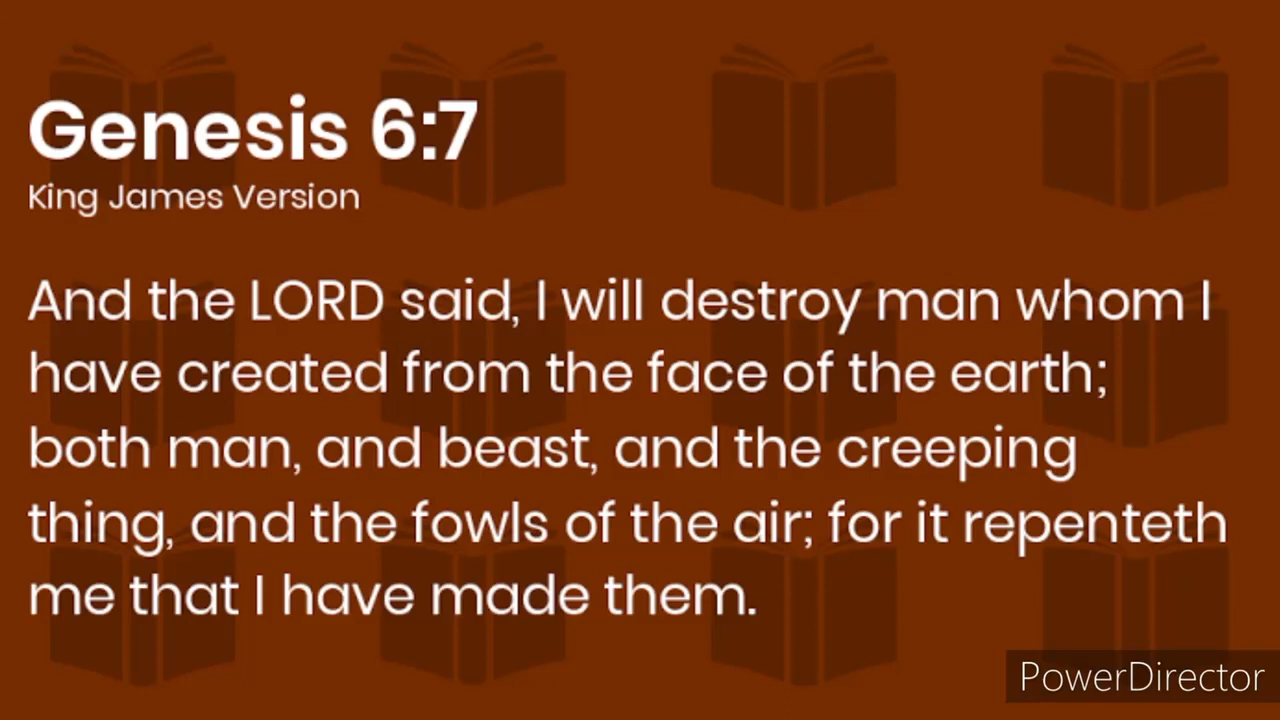 Genesis 6:7
King James Version
And the LORD said, I will destroy man whom I
have created from the face of the earth;
both man, and beast, and the creeping
thing, and the fowls of the air; for it repenteth
me that I have made them.
PowerDirector